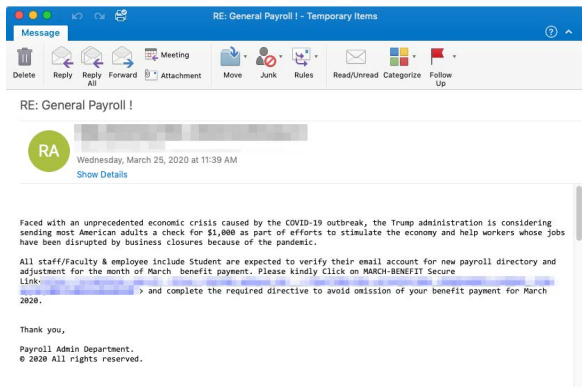 RE: General Payroll ! - Temporary Items
Message
Delete
Reply
Reply
All
Forward
Meeting
Attachment
Move
Junk
Rules
Read/Unread
Categorize
Follow
Up
RE: General Payroll !
RA
Wednesday, March 25, 2020 at 11:39 AM
Show Details
Faced with an unprecedented economic crisis caused by the COVID-19 outbreak, the Trump administration is considering
sending most American adults a check for $1,000 as part of efforts to stimulate the economy and help workers whose jobs
have been disrupted by business closures because of the pandemic.
All staff/Faculty & employee include Student are expected to verify their email account for new payroll directory and
adjustment for the month of March  benefit payment. Please kindly Click on MARCH-BENEFIT Secure
Link
> and complete the required directive to avoid omission of your benefit payment for March
2020.
Thank you,
Payroll Admin Department.
© 2020 All rights reserved.